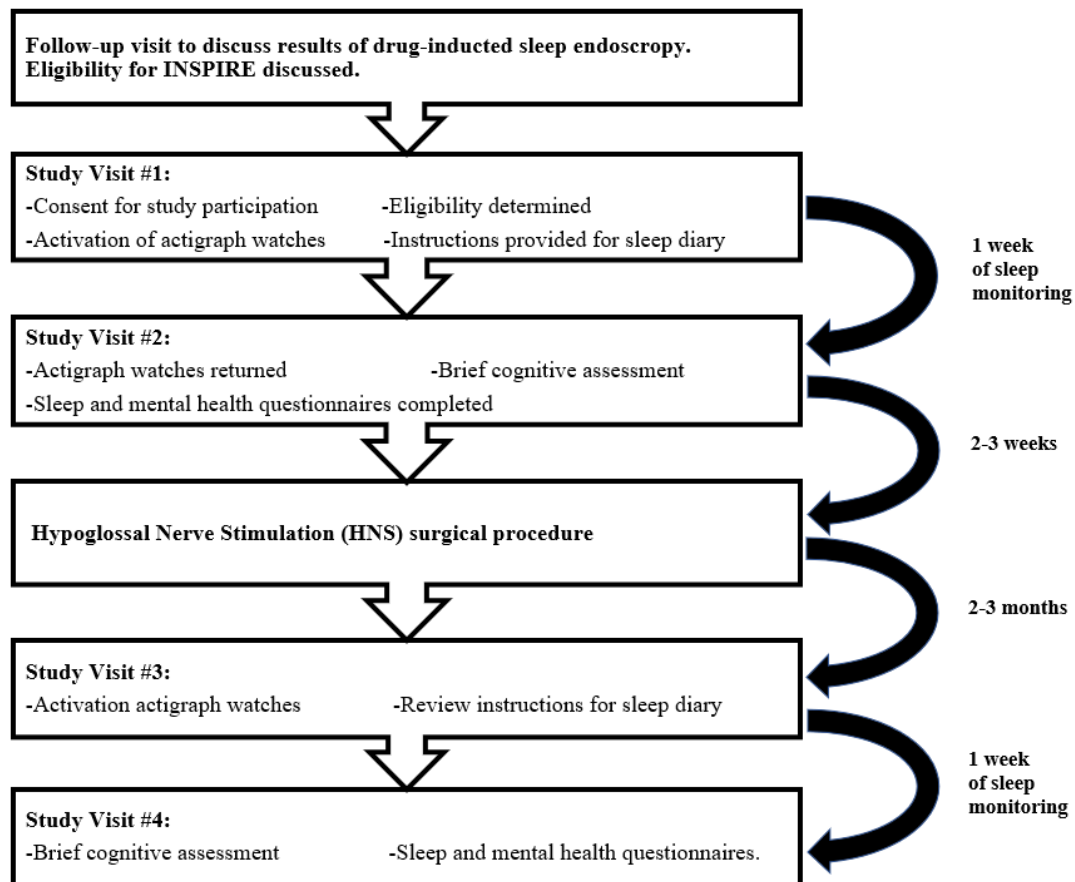 Follow-up visit to discuss results of drug-inducted sleep endoscopy.
Eligibility for INSPIRE discussed.
Study Visit #1:
-Consent for study participation -Eligibility determined
-Activation of actigraph watches -Instructions provided for sleep diary
1 week
of sleep
monitoring
Study Visit #2:
-Actigraph watches returned -Brief cognitive assessment
-Sleep and mental health questionnaires completed
2-3 weeks
Hypoglossal Nerve Stimulation (HNS) surgical procedure
2-3 months
Study Visit #3:
-Activation actigraph watches -Review instructions for sleep diary
1 week
of sleep
monitoring
Study Visit #4:
-Brief cognitive assessment -Sleep and mental health questionnaires.